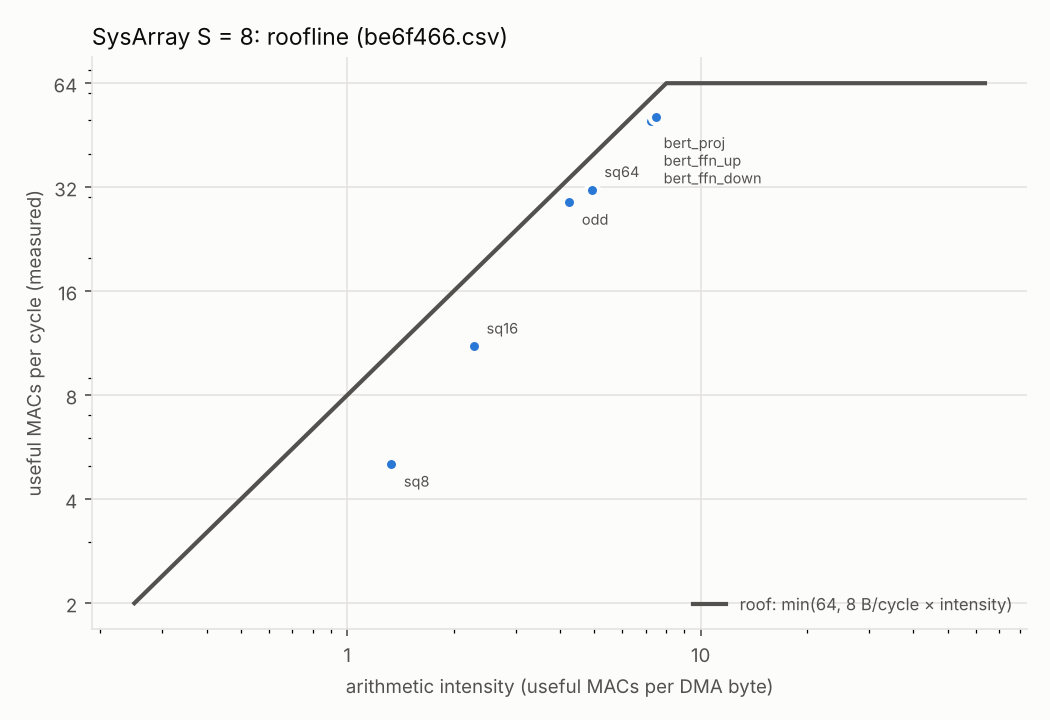 SysArray S = 8: roofline (be6f466.csv)
64
32
16
8
4
2
useful MACs per cycle (measured)
bert_proj
bert_ffn_up
bert_ffn_down
sq64
odd
sq16
sq8
roof: min(64, 8 B/cycle × intensity)
1
10
arithmetic intensity (useful MACs per DMA byte)